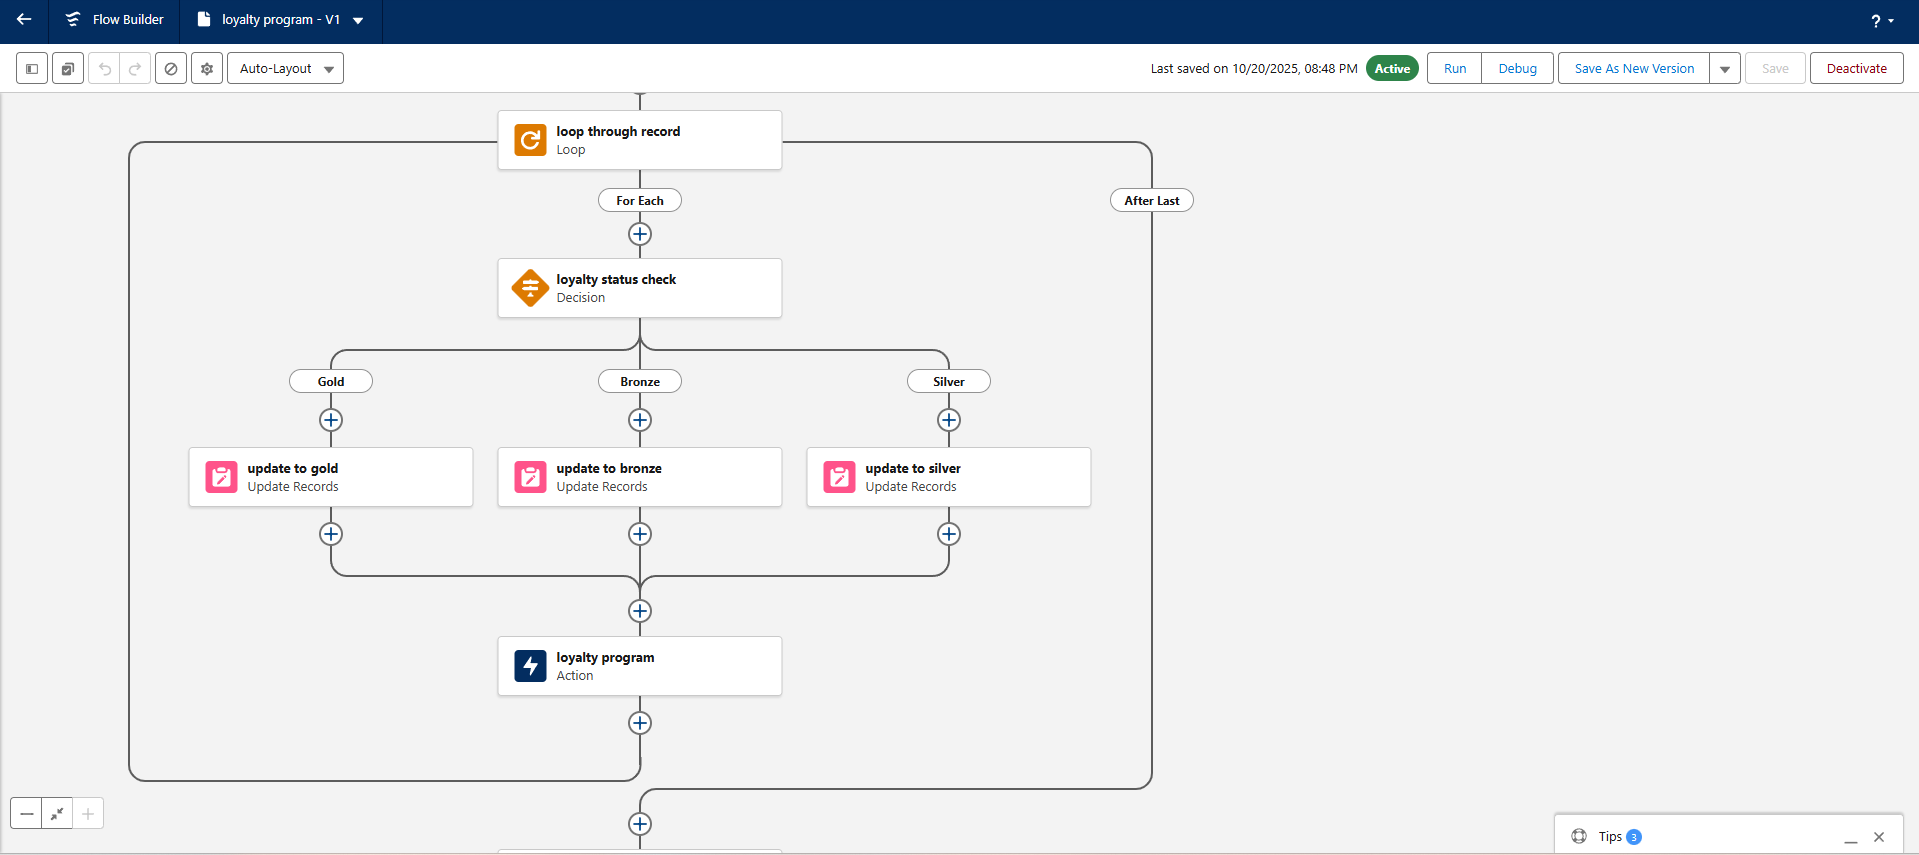 Flow Builder
loyalty program - V1
?
Auto-Layout
Last saved on 10/20/2025, 08:48 PM
Active
Run
Debug
Save As New Version
Save
Deactivate
loop through record
Loop
For Each
After Last
loyalty status check
Decision
Gold
Bronze
Silver
update to gold
Update Records
update to bronze
Update Records
update to silver
Update Records
loyalty program
Action
Tips 3